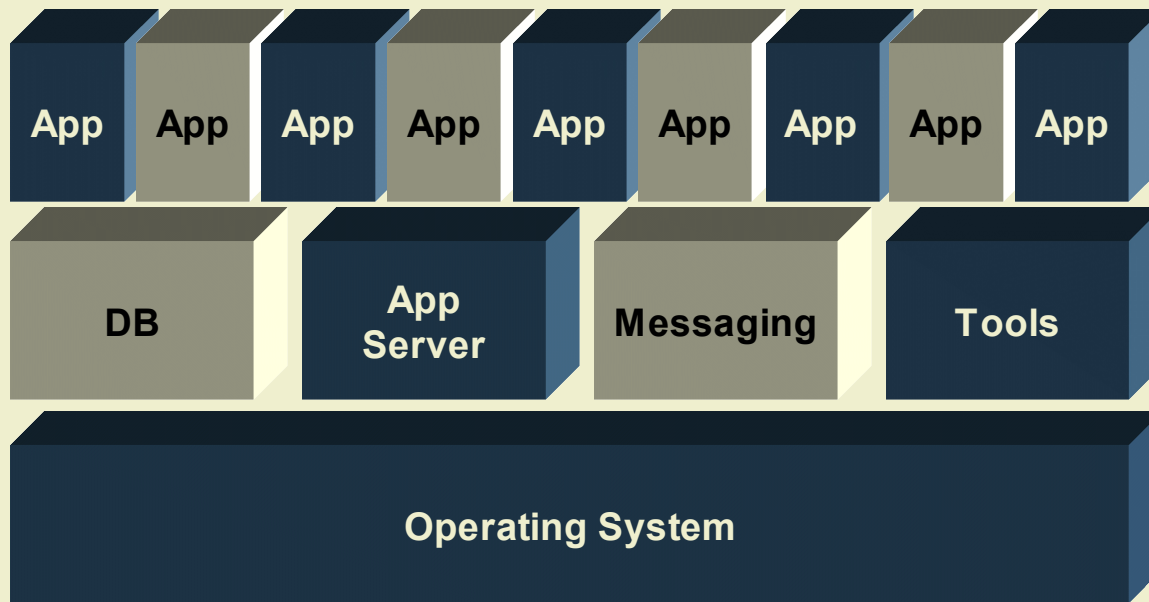 App App App App App App App App App
DB
App
Server
Messaging
Tools
Operating System